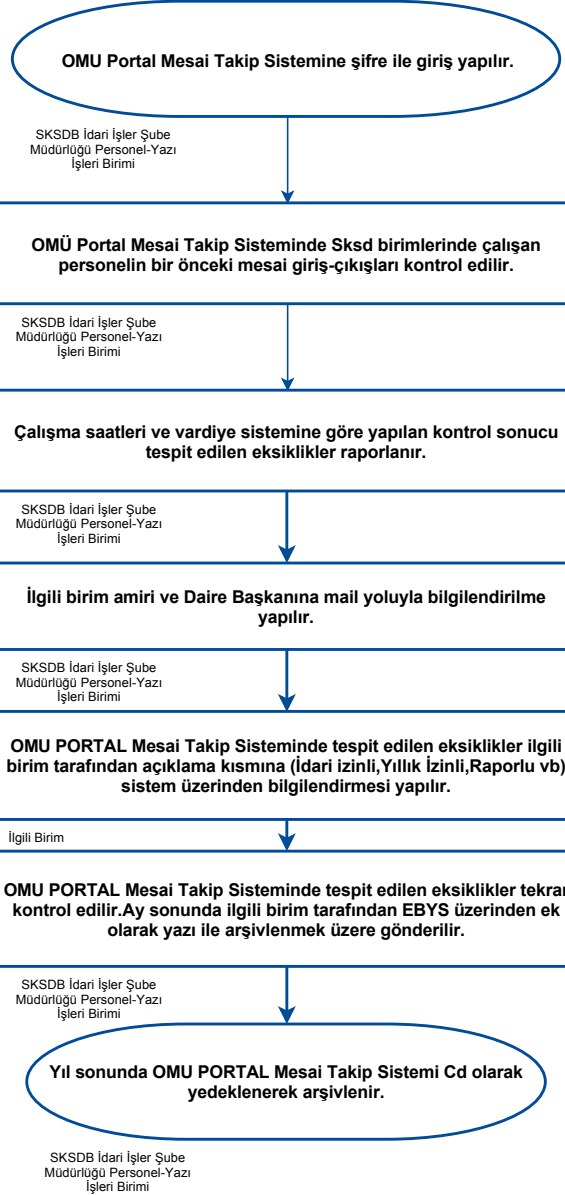 OMU Portal Mesai Takip Sistemine şifre ile giriş yapılır.
SKSDB İdari İşler Şube
Müdürlüğü Personel-Yazı
İşleri Birimi
OMÜ Portal Mesai Takip Sisteminde Sksd birimlerinde çalışan
personelin bir önceki mesai giriş-çıkışları kontrol edilir.
SKSDB İdari İşler Şube
Müdürlüğü Personel-Yazı
İşleri Birimi
Çalışma saatleri ve vardiye sistemine göre yapılan kontrol sonucu
tespit edilen eksiklikler raporlanır.
SKSDB İdari İşler Şube
Müdürlüğü Personel-Yazı
İşleri Birimi
İlgili birim amiri ve Daire Başkanına mail yoluyla bilgilendirilme
yapılır.
SKSDB İdari İşler Şube
Müdürlüğü Personel-Yazı
İşleri Birimi
OMU PORTAL Mesai Takip Sisteminde tespit edilen eksiklikler ilgili
birim tarafından açıklama kısmına (İdari izinli,Yıllık İzinli,Raporlu vb)
sistem üzerinden bilgilendirmesi yapılır.
İlgili Birim
OMU PORTAL Mesai Takip Sisteminde tespit edilen eksiklikler tekrar
kontrol edilir.Ay sonunda ilgili birim tarafından EBYS üzerinden ek
olarak yazı ile arşivlenmek üzere gönderilir.
SKSDB İdari İşler Şube
Müdürlüğü Personel-Yazı
İşleri Birimi
Yıl sonunda OMU PORTAL Mesai Takip Sistemi Cd olarak
yedeklenerek arşivlenir.
SKSDB İdari İşler Şube
Müdürlüğü Personel-Yazı
İşleri Birimi